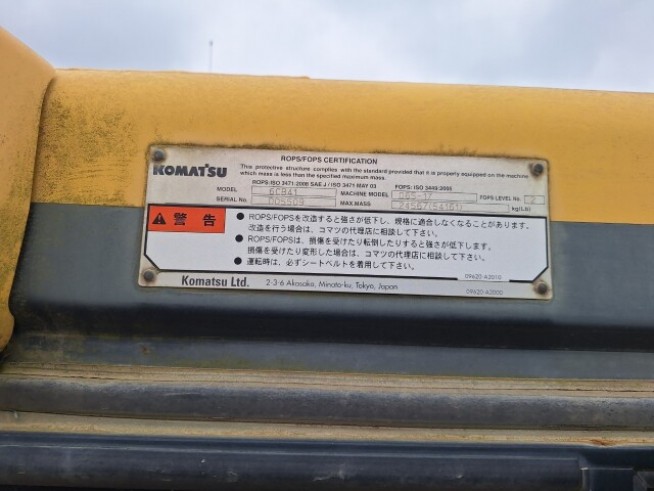 ROPS/FOPS CERTIFICATION
This protective structure complies with the standard provided that it is properly equipped on the machine
which mass is less than the specified maximum mass.
KOMATSU
ROPS: ISO 3471:2008 SAE J / ISO 3471 MAY 03 FOPS: ISO 3449:2005
MODEL 6CB41 MACHINE MODEL D65-17 FOPS LEVEL No. 2
SERIAL No. MAX.MASS kg(Lb)
警告
● ROPS/FOPSを改造すると強さが低下し、規格に適合しなくなることがあります。
改造を行う場合は、コマツの代理店に相談して下さい。
● ROPS/FOPSは、損傷を受けたり転倒したりすると強さが低下します。
損傷を受けたり変形した場合は、コマツの代理店に相談して下さい。
● 運転時は、必ずシートベルトを着用して下さい。
09620-A2010
Komatsu Ltd. 2-3-6 Akasaka, Minato-ku, Tokyo, Japan
09620-A2000